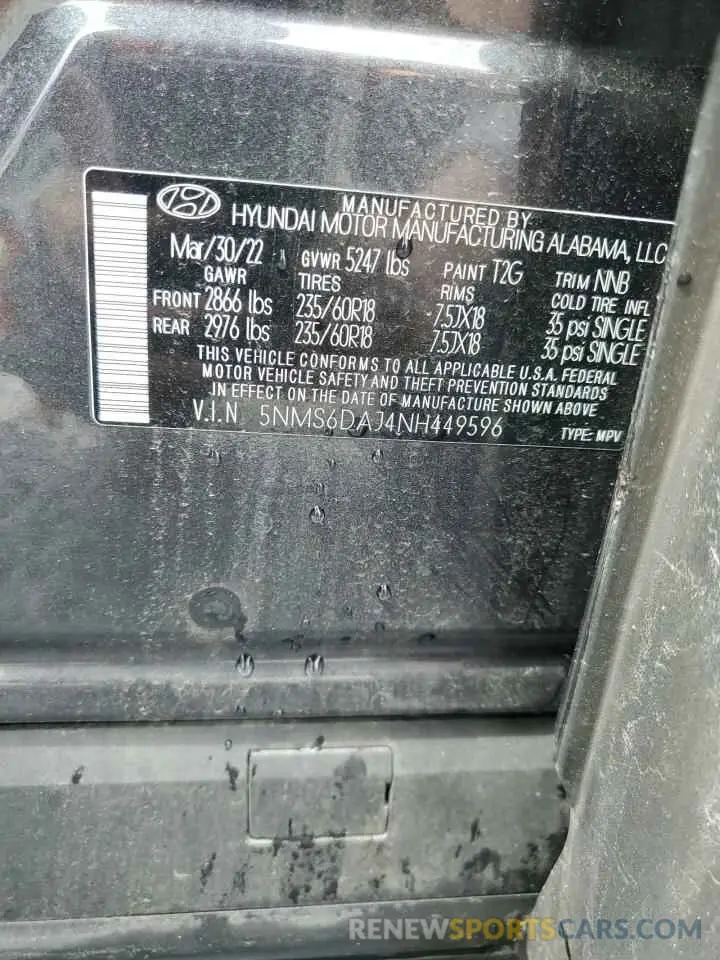 MANUFACTURED BY
HYUNDAI MOTOR MANUFACTURING ALABAMA, LLC
Mar/30/22 GVWR 5247 lbs PAINT T2G TRIM NNB
GAWR TIRES RIMS COLD TIRE INFL
FRONT 2866 lbs 235/60R18 7.5JX18 35 psi SINGLE
REAR 2976 lbs 235/60R18 7.5JX18 35 psi SINGLE
THIS VEHICLE CONFORMS TO ALL APPLICABLE U.S.A. FEDERAL
MOTOR VEHICLE SAFETY AND THEFT PREVENTION STANDARDS
IN EFFECT ON THE DATE OF MANUFACTURE SHOWN ABOVE
V.I.N 5NMS6DAJ4NH449596 TYPE: MPV
RENEWSPORTSCARS.COM